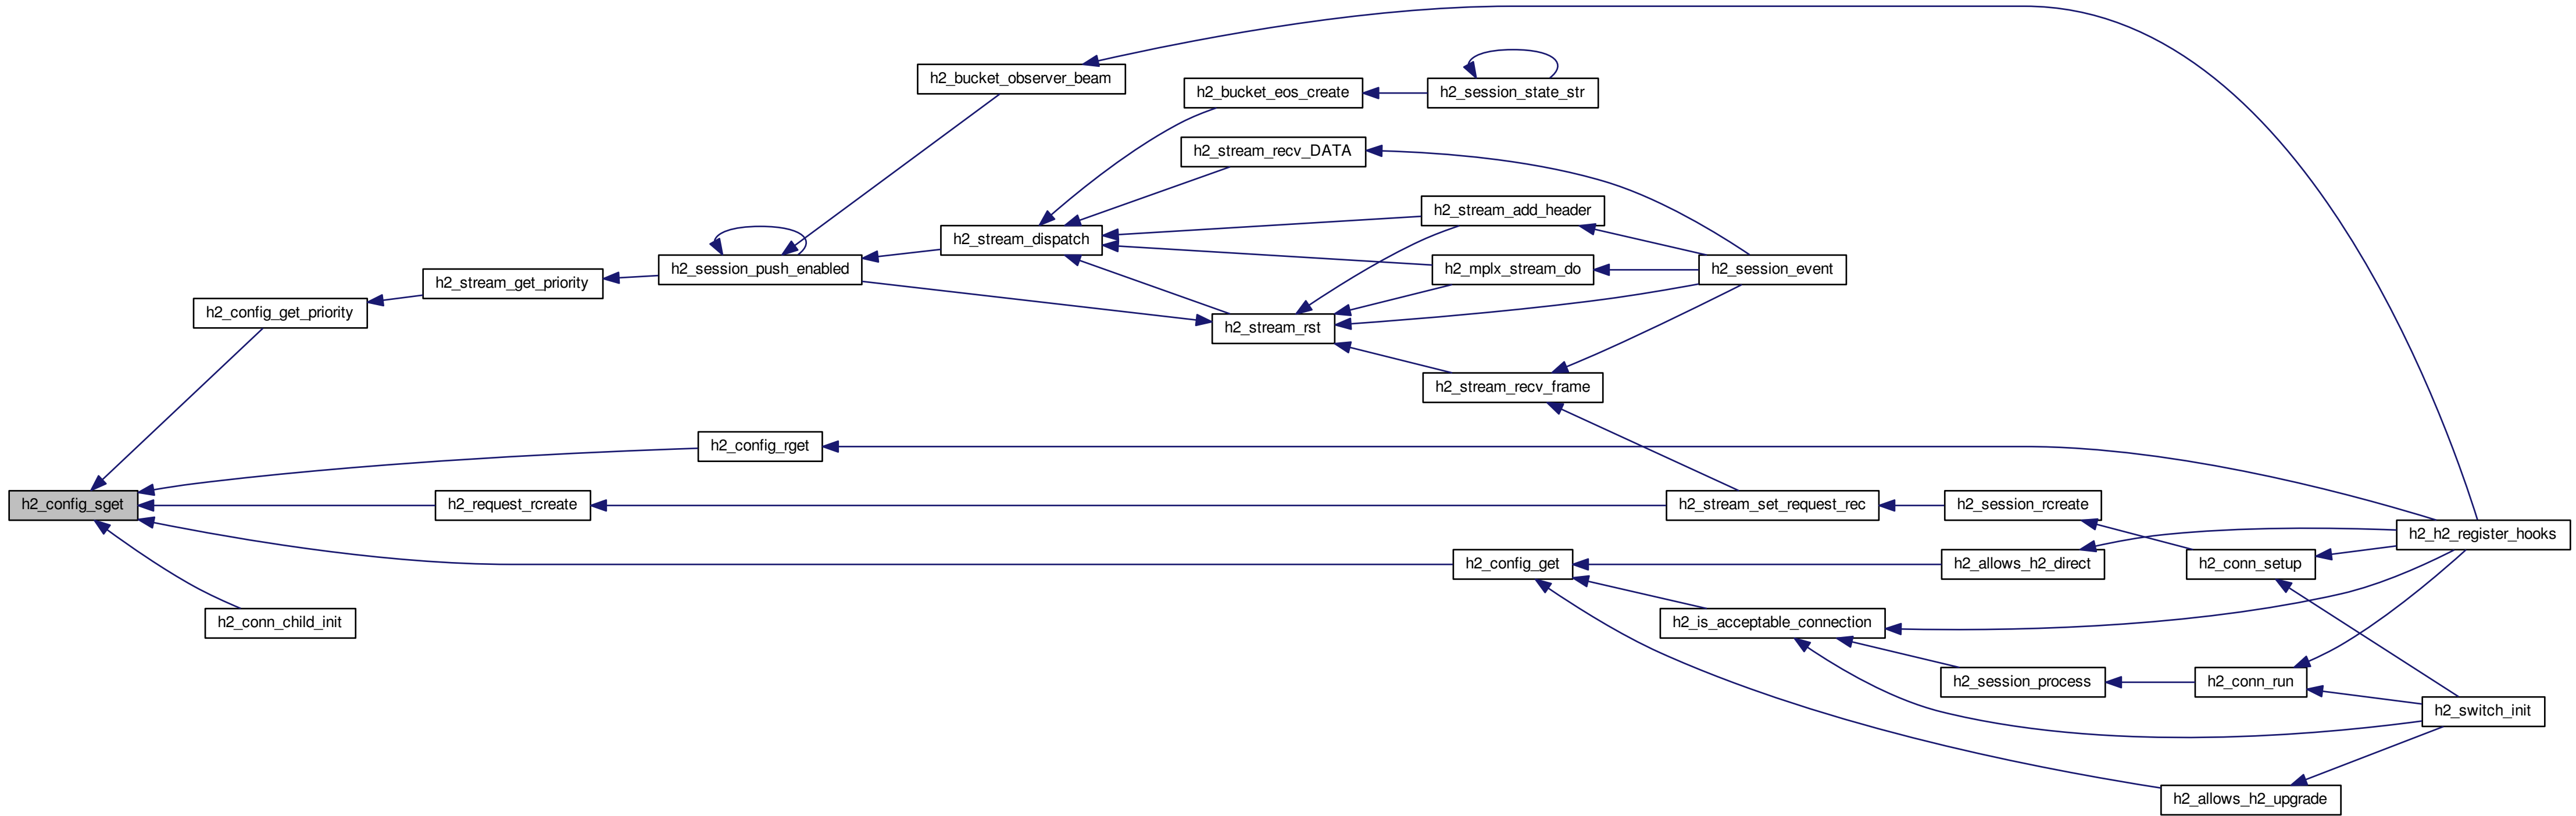 h2_bucket_observer_beam
h2_bucket_eos_create
h2_session_state_str
h2_stream_recv_DATA
h2_stream_add_header
h2_stream_dispatch
h2_session_push_enabled
h2_mplx_stream_do
h2_session_event
h2_stream_get_priority
h2_config_get_priority
h2_stream_rst
h2_stream_recv_frame
h2_config_rget
h2_config_sget
h2_request_rcreate
h2_stream_set_request_rec
h2_session_rcreate
h2_h2_register_hooks
h2_config_get
h2_allows_h2_direct
h2_conn_setup
h2_conn_child_init
h2_is_acceptable_connection
h2_session_process
h2_conn_run
h2_switch_init
h2_allows_h2_upgrade